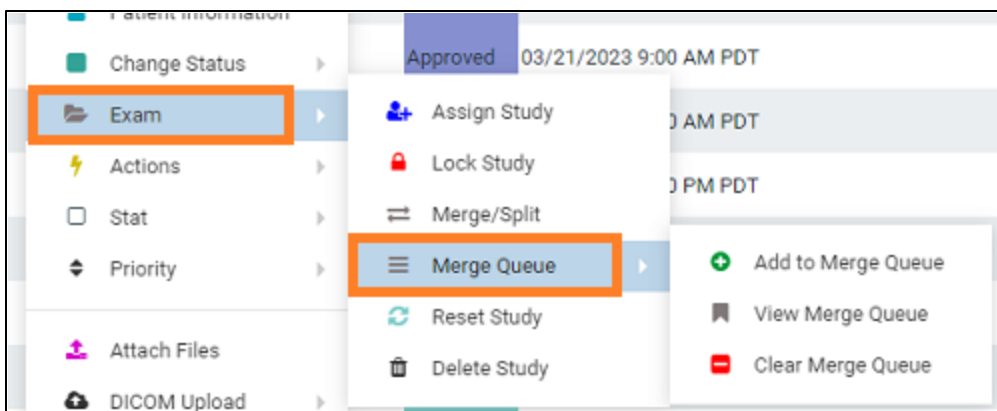 Patient Information
Change Status
Exam
Actions
Stat
Priority
Attach Files
DICOM Upload
Assign Study
Lock Study
Merge/Split
Merge Queue
Reset Study
Delete Study
Add to Merge Queue
View Merge Queue
Clear Merge Queue
Approved 03/21/2023 9:00 AM PDT
AM PDT
PM PDT